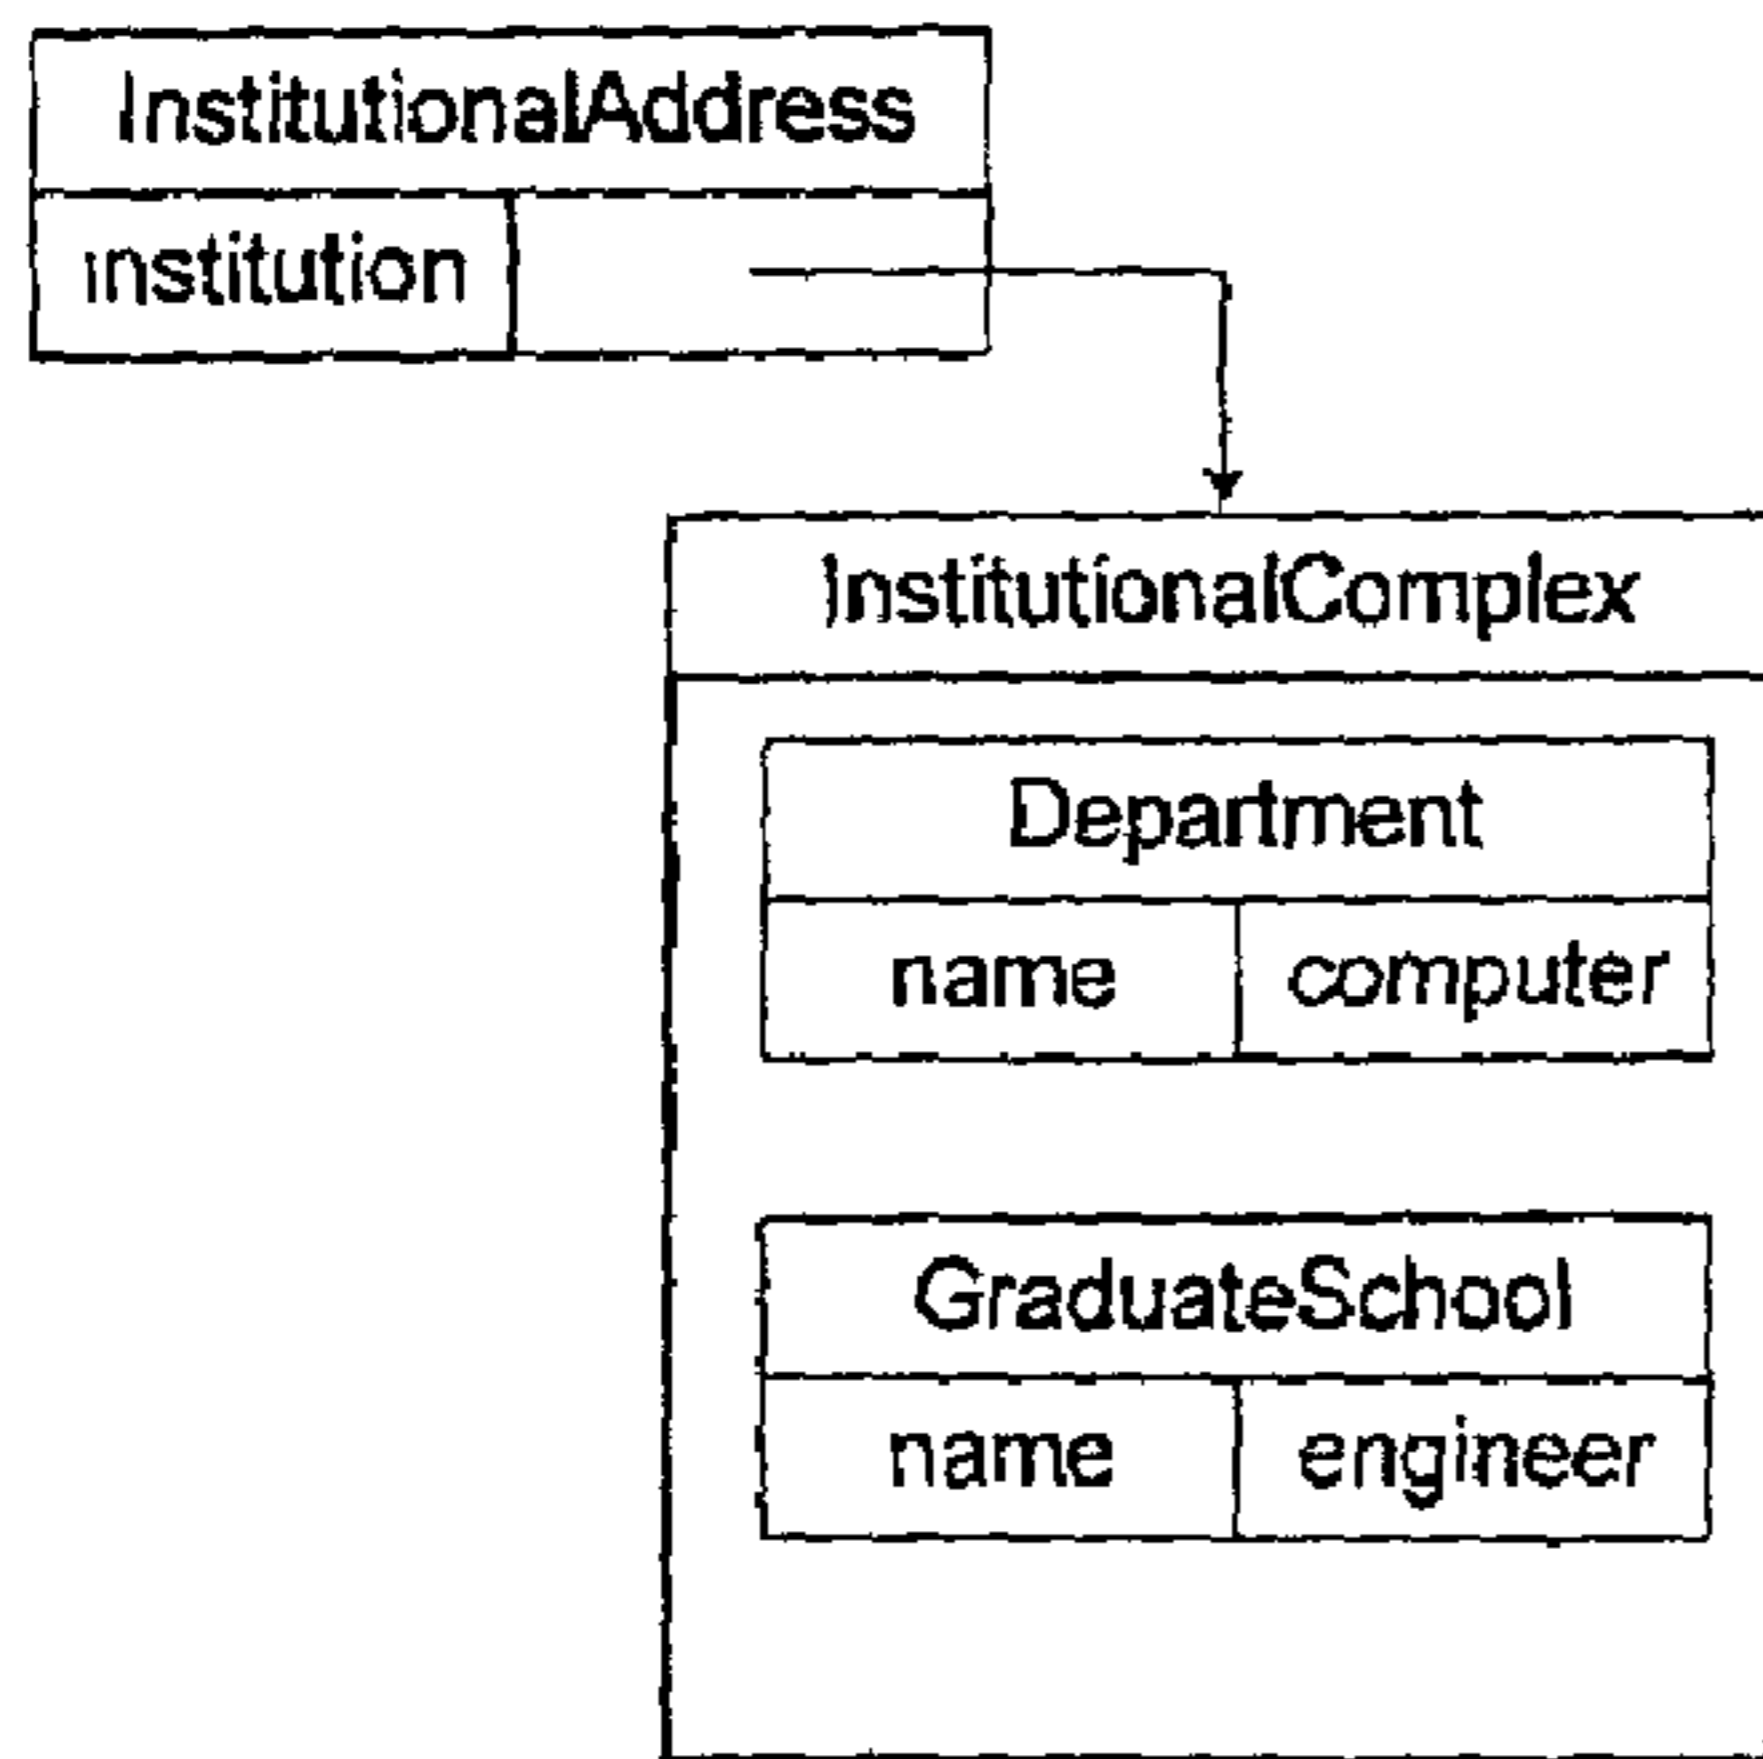 InstitutionalAddress
institution
InstitutionalComplex
Department
name computer
GraduateSchool
name engineer